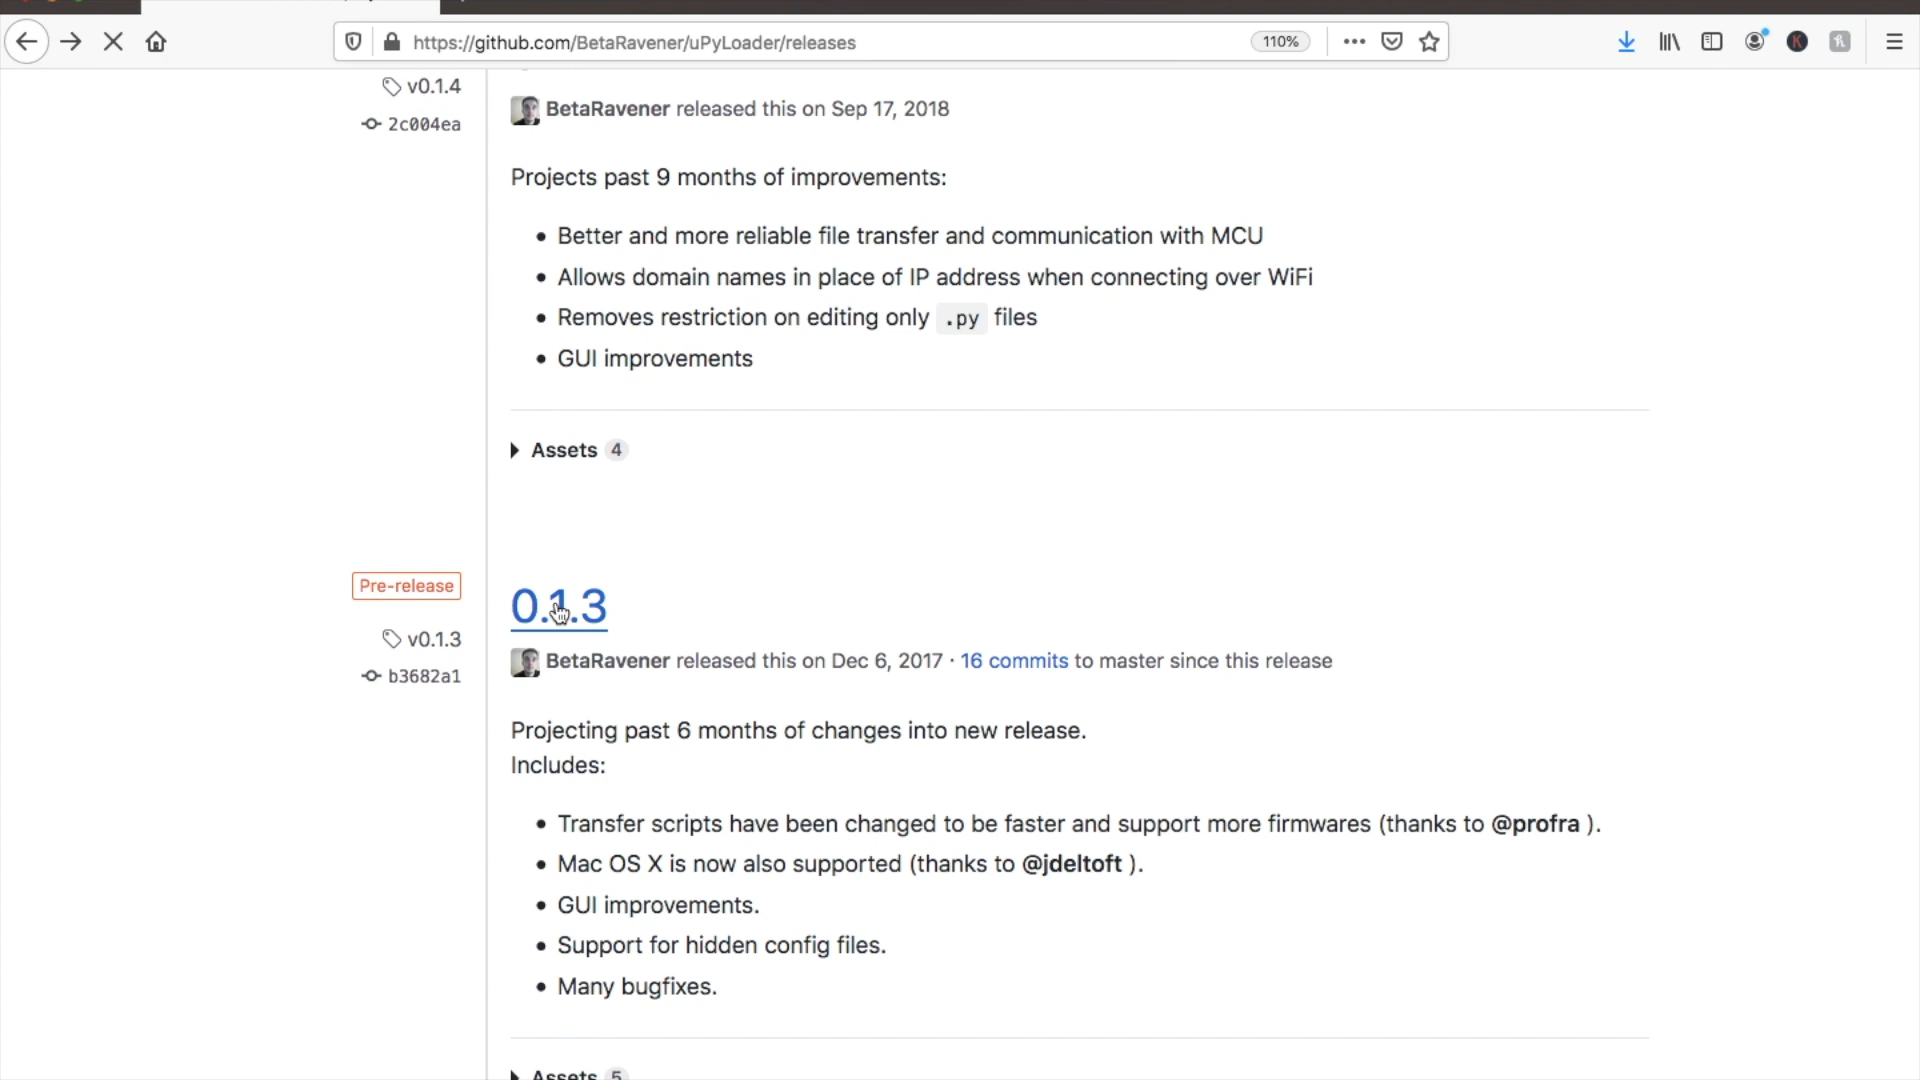 https://github.com/BetaRavener/uPyLoader/releases
110%
v0.1.4
2c004ea
BetaRavener released this on Sep 17, 2018
Projects past 9 months of improvements:
• Better and more reliable file transfer and communication with MCU
• Allows domain names in place of IP address when connecting over WiFi
• Removes restriction on editing only .py files
• GUI improvements
Assets 4
Pre-release
v0.1.3
b3682a1
0.1.3
BetaRavener released this on Dec 6, 2017 · 16 commits to master since this release
Projecting past 6 months of changes into new release.
Includes:
• Transfer scripts have been changed to be faster and support more firmwares (thanks to @profra ).
• Mac OS X is now also supported (thanks to @jdeltoft ).
• GUI improvements.
• Support for hidden config files.
• Many bugfixes.
Assets 5